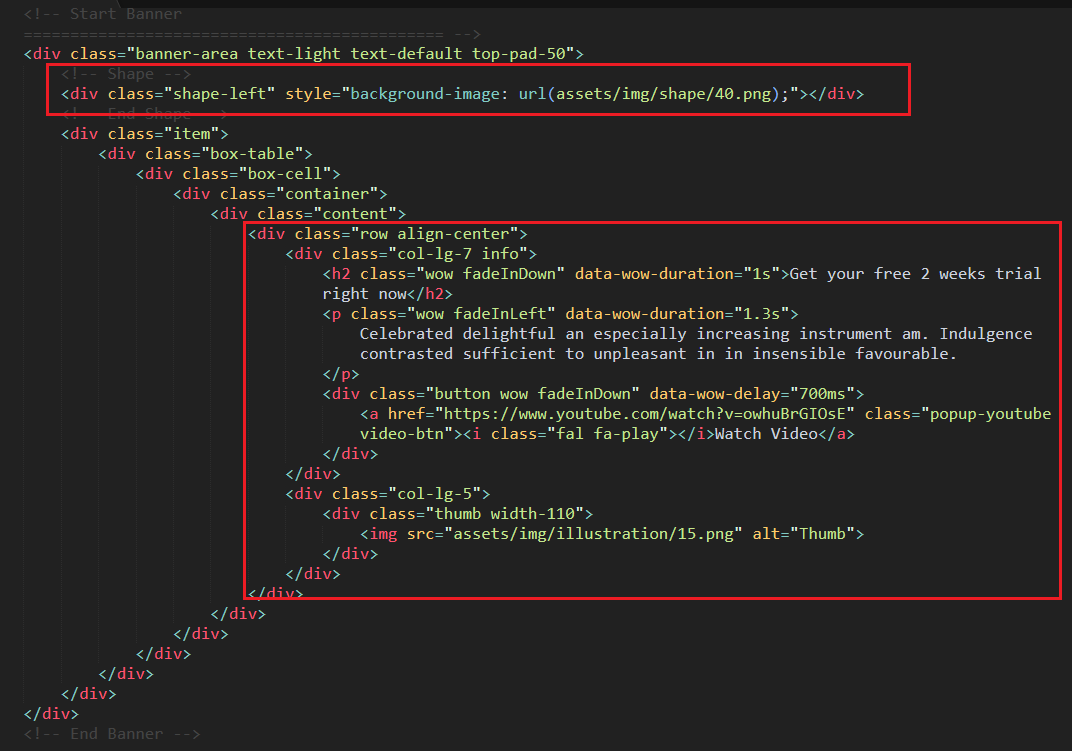 <!-- Start Banner
============================================= -->
<div class="banner-area text-light text-default top-pad-50">
<!-- Shape -->
<div class="shape-left" style="background-image: url(assets/img/shape/40.png);"></div>
<!-- End Shape -->
<div class="item">
<div class="box-table">
<div class="box-cell">
<div class="container">
<div class="content">
<div class="row align-center">
<div class="col-lg-7 info">
<h2 class="wow fadeInDown" data-wow-duration="1s">Get your free 2 weeks trial
right now</h2>
<p class="wow fadeInLeft" data-wow-duration="1.3s">
Celebrated delightful an especially increasing instrument am. Indulgence
contrasted sufficient to unpleasant in in insensible favourable.
</p>
<div class="button wow fadeInDown" data-wow-delay="700ms">
<a href="https://www.youtube.com/watch?v=owhuBrGIOsE" class="popup-youtube
video-btn"><i class="fal fa-play"></i>Watch Video</a>
</div>
</div>
<div class="col-lg-5">
<div class="thumb width-110">
<img src="assets/img/illustration/15.png" alt="Thumb">
</div>
</div>
</div>
</div>
</div>
</div>
</div>
</div>
</div>
<!-- End Banner -->